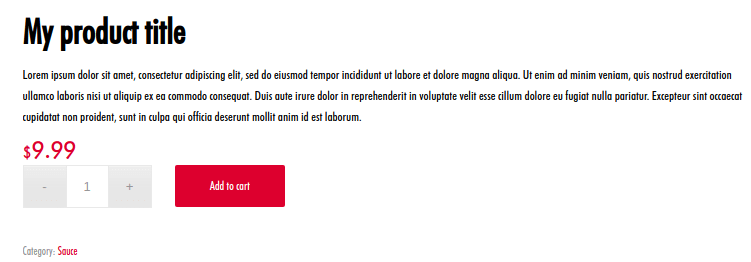 My product title
Lorem ipsum dolor sit amet, consectetur adipiscing elit, sed do eiusmod tempor incididunt ut labore et dolore magna aliqua. Ut enim ad minim veniam, quis nostrud exercitation
ullamco laboris nisi ut aliquip ex ea commodo consequat. Duis aute irure dolor in reprehenderit in voluptate velit esse cillum dolore eu fugiat nulla pariatur. Excepteur sint occaecat
cupidatat non proident, sunt in culpa qui officia deserunt mollit anim id est laborum.
$9.99
- 1 + Add to cart
Category: Sauce